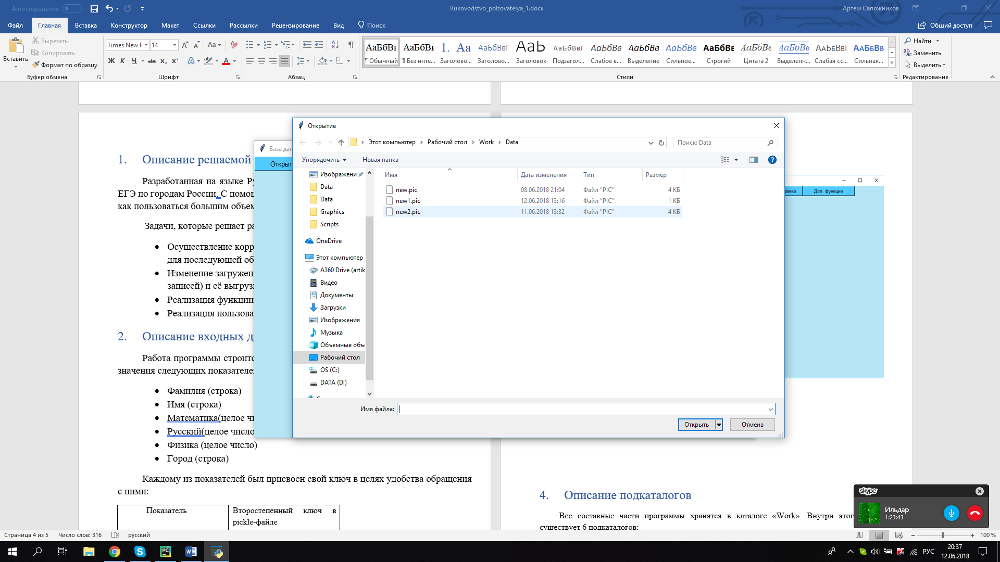 Автосохранение
Rukovodstvo_polzovatelya_1.docx
Артем Сапожников
Файл Главная Вставка Конструктор Макет Ссылки Рассылки Рецензирование Вид Поиск
Общий доступ
Вставить
Вырезать
Копировать
Формат по образцу
Буфер обмена
Times New R 14
Шрифт
Абзац
АаБбВв АаБбВв 1. Аа АаБбВвГ АаБ АаБбВвГ АаБбВв АаБбВв АаБбВв АаБбВв АаБбВв АаБбВв АаБбВвГ АаБбВв
¶ Обычный ¶ Без инте... Заголово... Заголово... Заголовок Подзагол... Слабое в... Выделение Сильное... Строгий Цитата 2 Выделенн... Слабая сс... Сильная...
Стили
Найти
Заменить
Выделить
Редактирование
1. Описание решаемой
Разработанная на языке
ЕГЭ по городам России. С помощ
как пользоваться большим объем
Задачи, которые решает ра
Осуществление корр
для последующей об
Изменение загружен
записей) и её выгрузк
Реализация функции
Реализация пользова
2. Описание входных д
Работа программы строится
значения следующих показателей
Фамилия (строка)
Имя (строка)
Математика(целое чи
Русский(целое число
Физика (целое число)
Город (строка)
Каждому из показателей был присвоен свой ключ в целях удобства обращения
с ними:
Показатель
Второстепенный ключ в
pickle-файле
База дан
Открыт
Открытие
Этот компьютер Рабочий стол Work Data
Поиск: Data
Упорядочить Новая папка
Изображени
Data
Data
Graphics
Scripts
OneDrive
Этот компьютер
A360 Drive (artik
Видео
Документы
Загрузки
Изображения
Музыка
Объемные объ
Рабочий стол
OS (C:)
DATA (D:)
Имя Дата изменения Тип Размер
new.pic 08.06.2018 21:04 Файл "PIC" 4 КБ
new1.pic 12.06.2018 13:16 Файл "PIC" 1 КБ
new2.pic 11.06.2018 13:32 Файл "PIC" 4 КБ
Имя файла:
Открыть Отмена
овека Доп. функции
4. Описание подкаталогов
Все составные части программы хранятся в каталоге «Work». Внутри этог
существует 6 подкаталогов:
skype
Ильдар
1:23:43
Страница 4 из 5 Число слов: 316 русский
100 %
РУС
20:37
12.06.2018